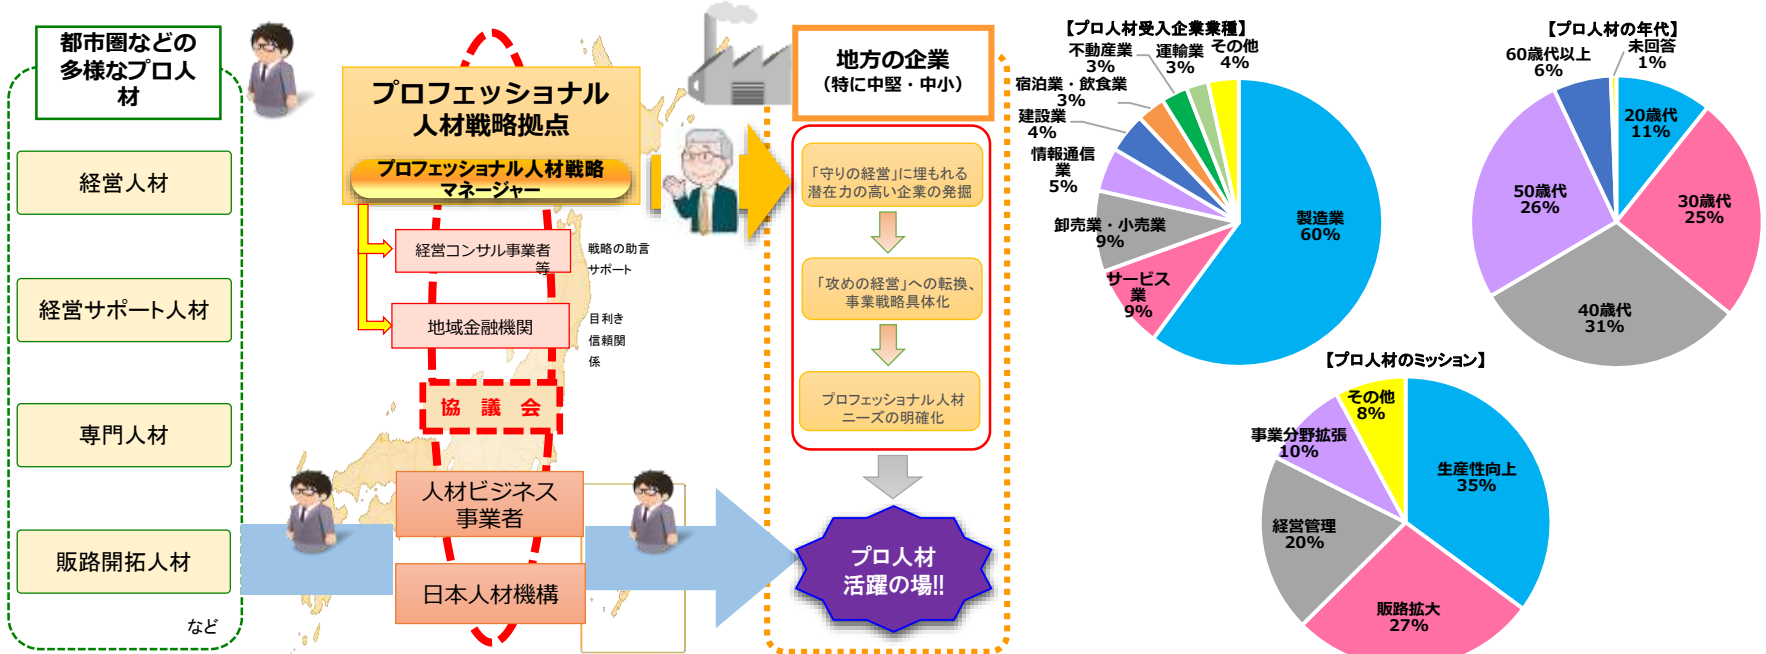 都市圏などの
多様なプロ人
材
経営人材
経営サポート人材
専門人材
販路開拓人材
など
プロフェッショナル
人材戦略拠点
プロフェッショナル人材戦略
マネージャー
経営コンサル事業者
等
戦略の助言
サポート
地域金融機関
目利き
信頼関
係
協 議 会
人材ビジネス
事業者
日本人材機構
地方の企業
（特に中堅・中小）
「守りの経営」に埋もれる
潜在力の高い企業の発掘
「攻めの経営」への転換、
事業戦略具体化
プロフェッショナル人材
ニーズの明確化
プロ人材
活躍の場!!
【プロ人材受入企業業種】
不動産業
3%
運輸業
3%
その他
4%
宿泊業・飲食業
3%
建設業
4%
情報通信
業
5%
卸売業・小売業
9%
サービス
業
9%
製造業
60%
【プロ人材の年代】
60歳代以上
6%
未回答
1%
20歳代
11%
30歳代
25%
40歳代
31%
50歳代
26%
【プロ人材のミッション】
その他
8%
事業分野拡張
10%
経営管理
20%
販路拡大
27%
生産性向上
35%